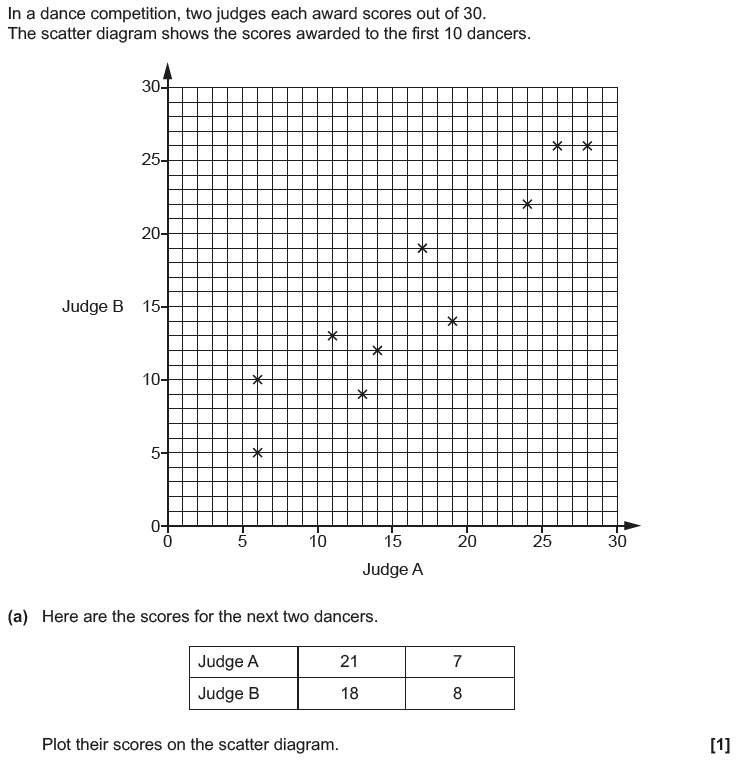 In a dance competition, two judges each award scores out of 30.
The scatter diagram shows the scores awarded to the first 10 dancers.
30
25
20
Judge B 15
10
5
0
0 5 10 15 20 25 30
Judge A
(a) Here are the scores for the next two dancers.
Judge A 21 7
Judge B 18 8
Plot their scores on the scatter diagram. [1]